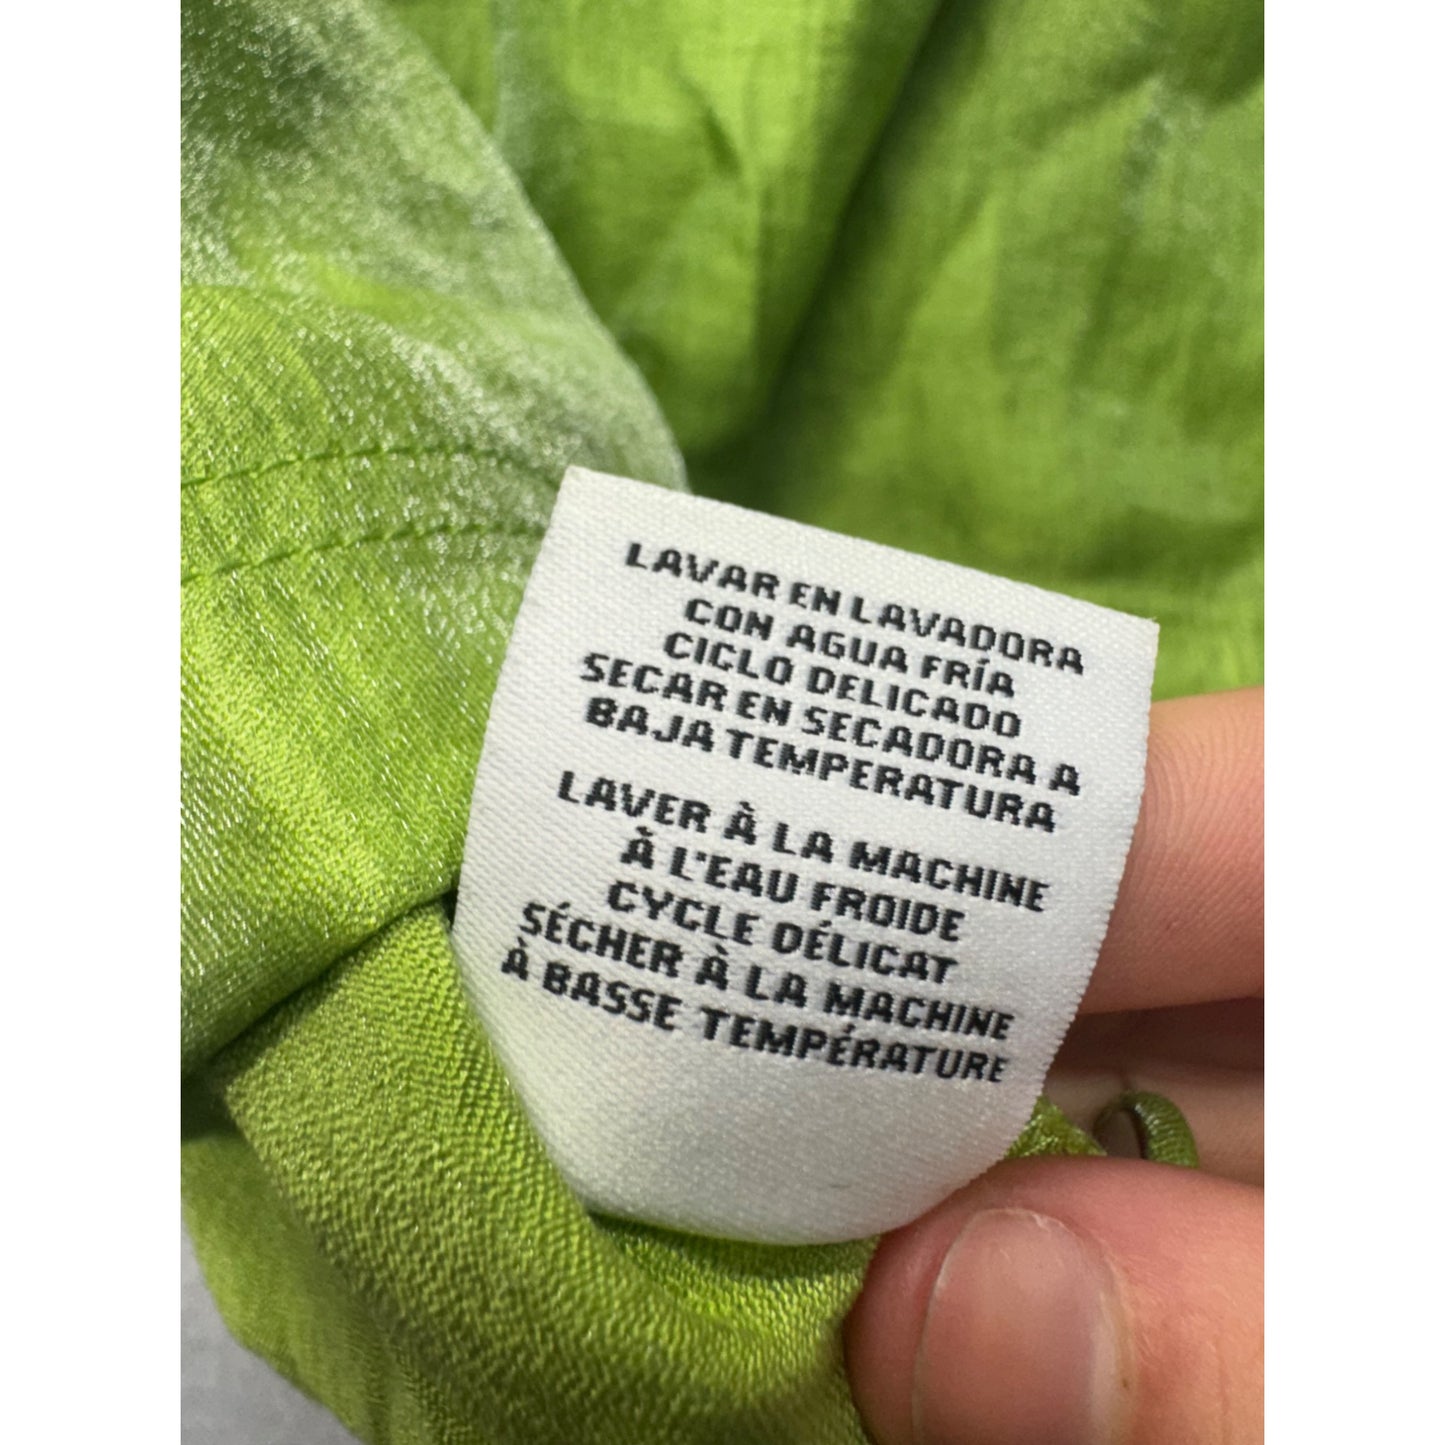 LAVAR EN LAVADORA
CON AGUA FRÍA
CICLO DELICADO
SECAR EN SECADORA A
BAJA TEMPERATURA
LAVER À LA MACHINE
À L'EAU FROIDE
CYCLE DÉLICAT
SÉCHER À LA MACHINE
À BASSE TEMPÉRATURE